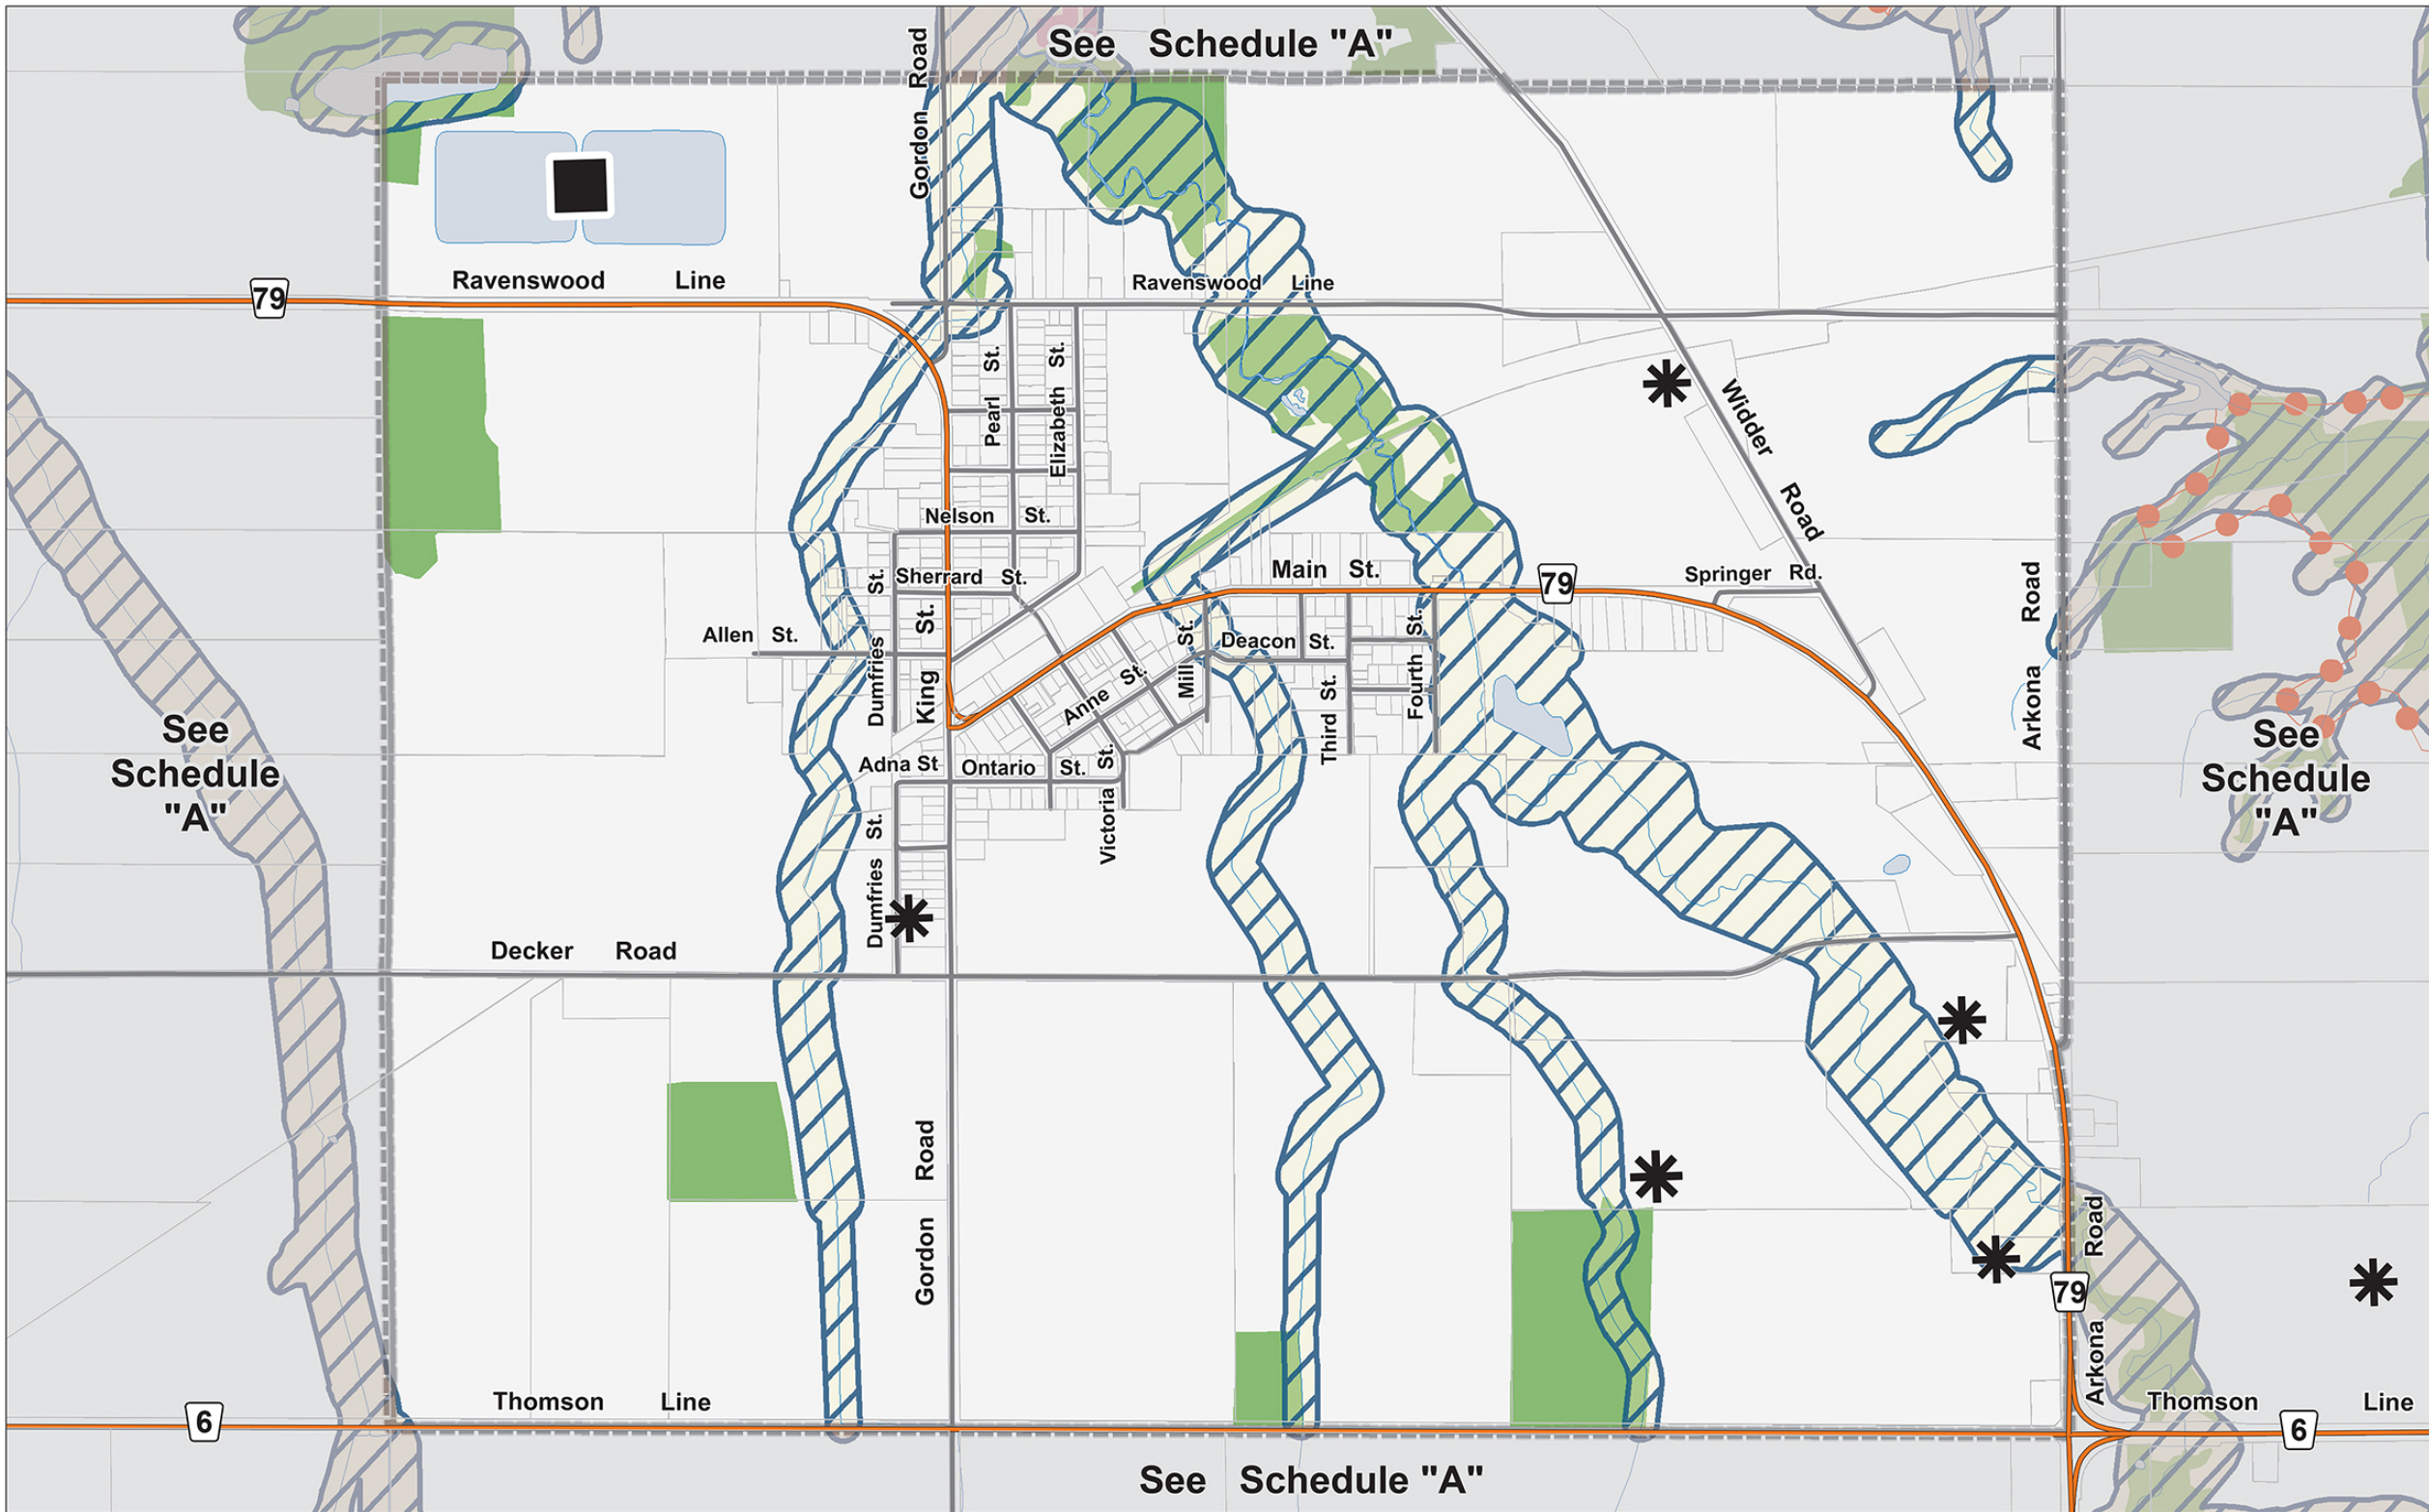 See Schedule "A"
Gordon Road
79
Ravenswood Line
Ravenswood Line
Pearl St.
Elizabeth St.
Widder Road
Nelson St.
Sherrard St.
Main St.
79
Springer Rd.
Allen St.
Dumfries St.
King St.
Deacon St.
Mill St.
Anne St.
Third St.
Fourth St.
Arkona Road
See
Schedule
"A"
See
Schedule
"A"
Adna St
Ontario St.
Victoria St.
Dumfries St.
Decker Road
Gordon Road
Arkona Road
79
Thomson Line
6
Thomson Line
6
See Schedule "A"